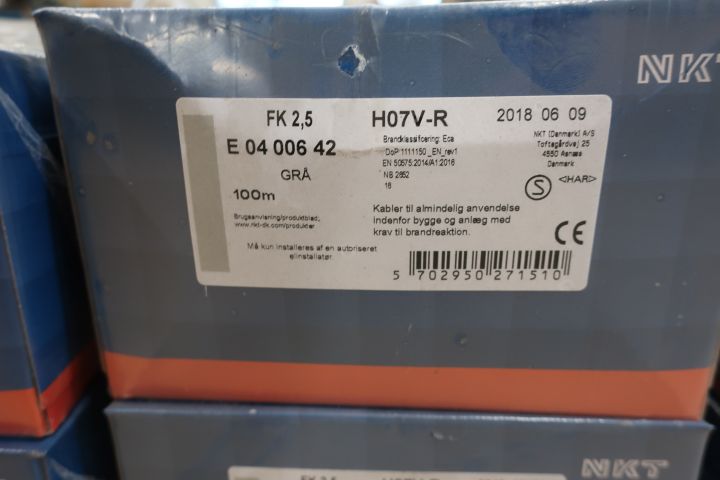 NKT
FK 2,5
H07V-R
2018 06 09
E 04 006 42
GRÅ
100m
Brugsanvisning/produktblad,
www.nkt-dk.com/produkter
Må kun installeres af en autoriseret
elinstallatør.
Brandklassificering: Eca
DoP 1111150_EN_rev1
EN 50575:2014/A1:2016
NB 2652
16
Kabler til almindelig anvendelse
indenfor bygge og anlæg med
krav til brandreaktion.
NKT (Danmark) A/S
Toftegårdsvej 25
4550 Asnæs
Danmark
S <HAR>
CE
5 702950 271510
NKT